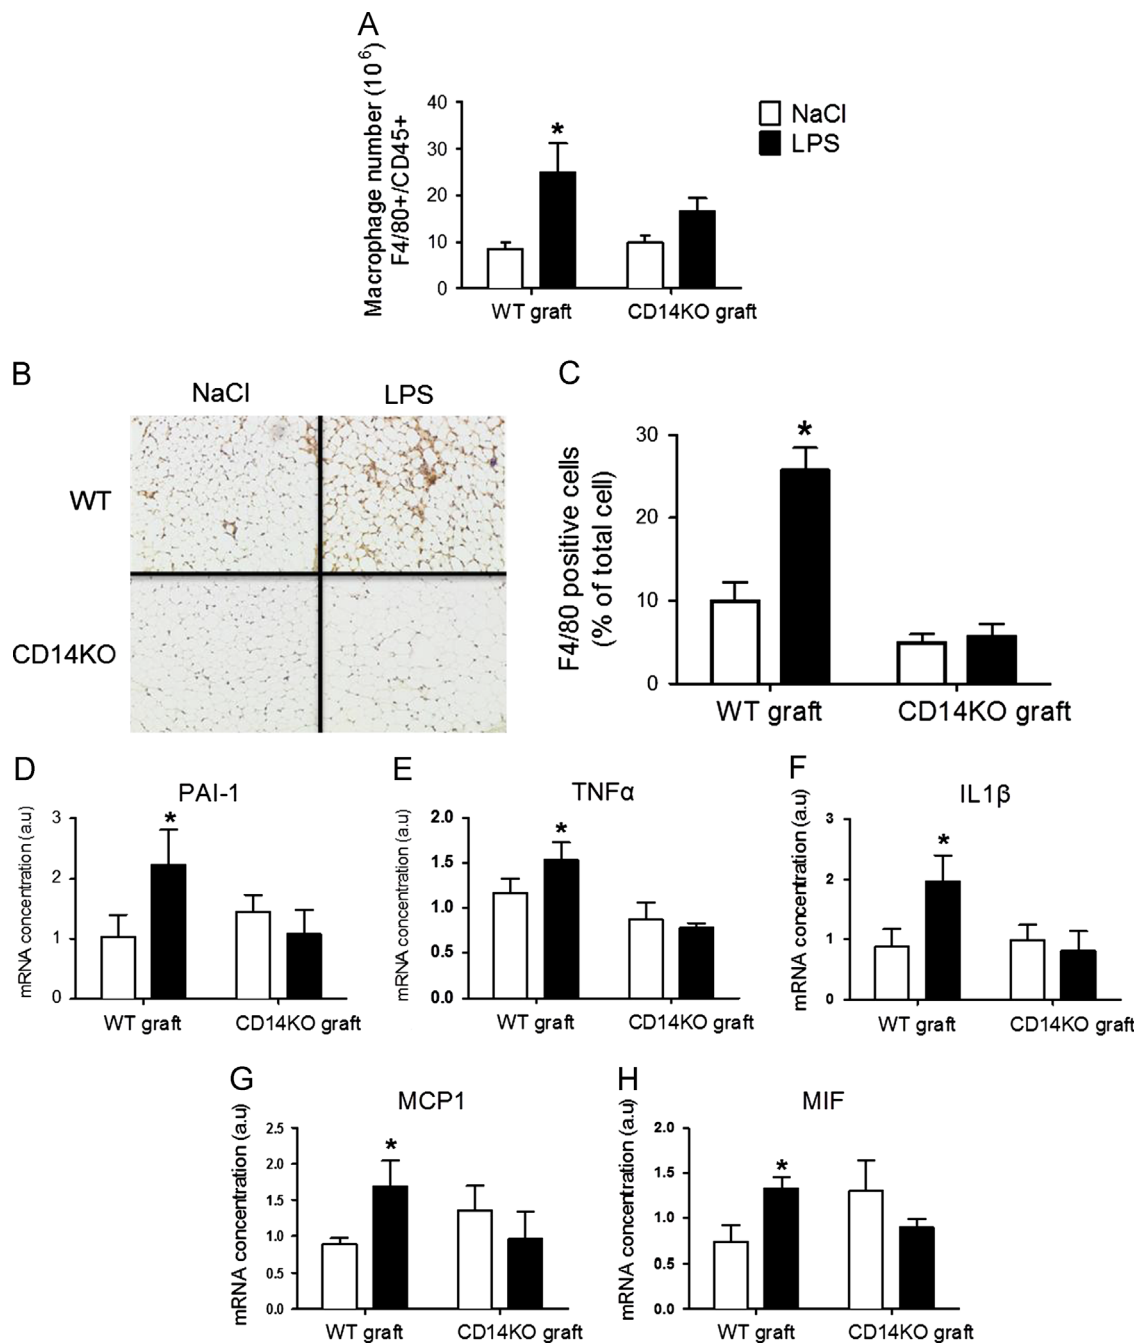 A
Macrophage number (10⁶)
F4/80+/CD45+
40
30
20
10
0
*
NaCl
LPS
WT graft
CD14KO graft
B
NaCl
LPS
WT
CD14KO
C
F4/80 positive cells
(% of total cell)
30
20
10
0
*
WT graft
CD14KO graft
D
PAI-1
mRNA concentration (a.u)
3
2
1
0
*
WT graft
CD14KO graft
E
TNFα
mRNA concentration (a.u)
2.0
1.5
1.0
0.5
0.0
*
WT graft
CD14KO graft
F
IL1β
mRNA concentration (a.u)
3
2
1
0
*
WT graft
CD14KO graft
G
MCP1
mRNA concentration (a.u)
2.5
2.0
1.5
1.0
0.5
0.0
*
WT graft
CD14KO graft
H
MIF
mRNA concentration (a.u)
2.0
1.5
1.0
0.5
0.0
*
WT graft
CD14KO graft